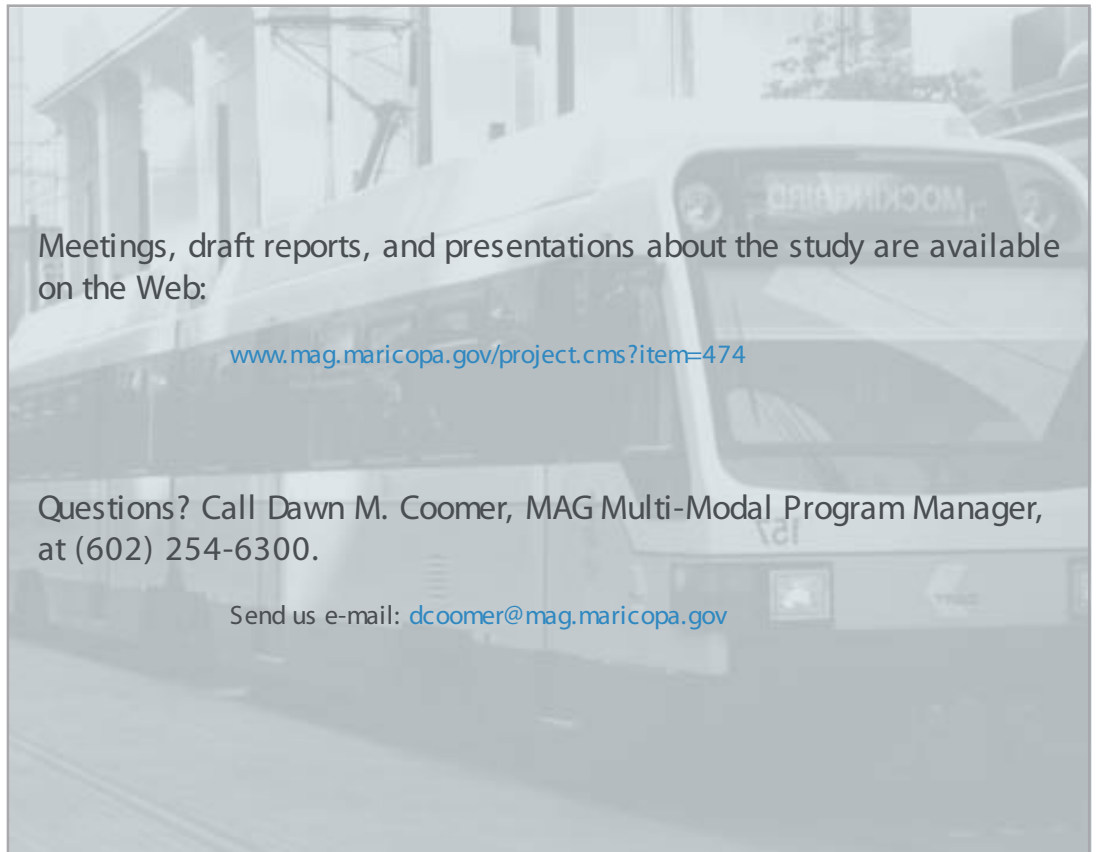 MOCKINGBIRD
Meetings, draft reports, and presentations about the study are available
on the Web:
www.mag.maricopa.gov/project.cms?item=474
Questions? Call Dawn M. Coomer, MAG Multi-Modal Program Manager,
at (602) 254-6300.
157
Send us e-mail: dcoomer@mag.maricopa.gov